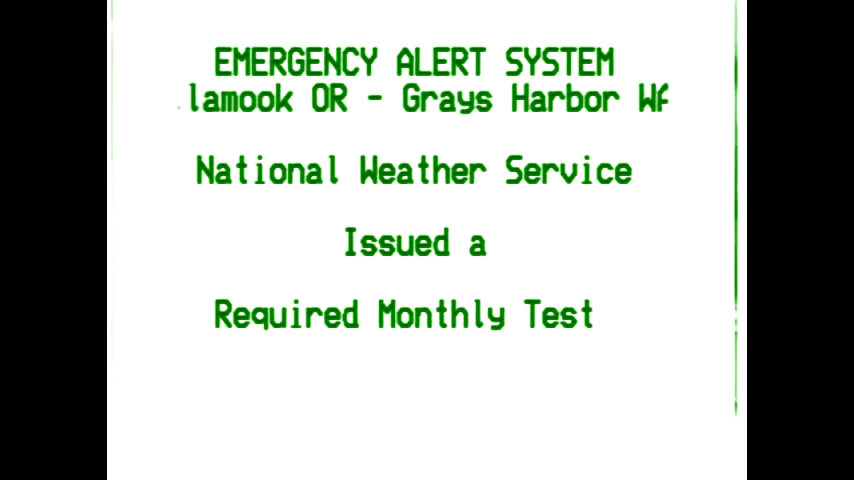 EMERGENCY ALERT SYSTEM
lamook OR - Grays Harbor
National Weather Service
Issued a
Required Monthly Test